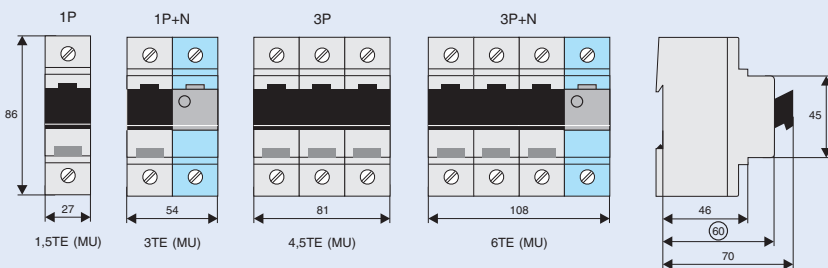 1P 1P+N 3P 3P+N
86
45
27 54 81 108 46
60
1,5TE (MU) 3TE (MU) 4,5TE (MU) 6TE (MU)
70